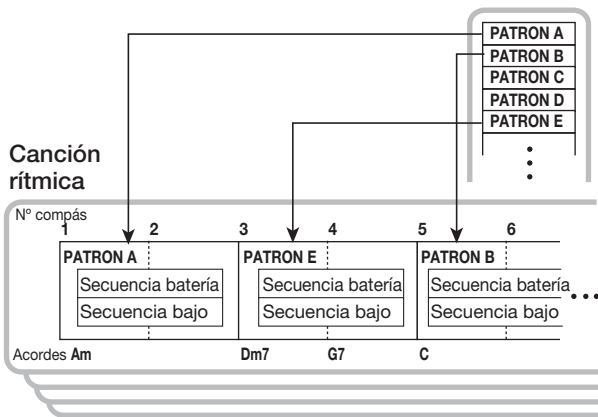 PATRON A
PATRON B
PATRON C
PATRON D
PATRON E
Canción
rítmica
Nº compás
1 2 3 4 5 6
PATRON A PATRON E PATRON B
Secuencia batería Secuencia batería Secuencia batería
Secuencia bajo Secuencia bajo Secuencia bajo
Acordes Am Dm7 G7 C